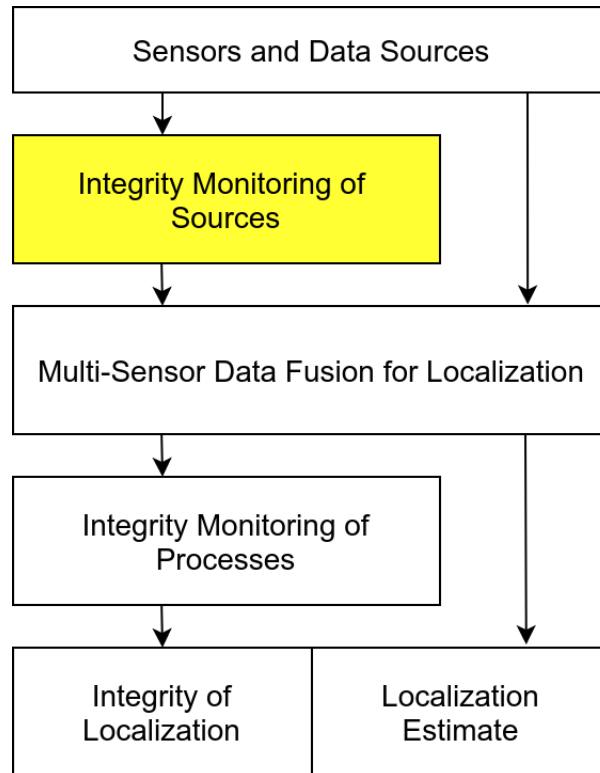 Sensors and Data Sources
Integrity Monitoring of
Sources
Multi-Sensor Data Fusion for Localization
Integrity Monitoring of
Processes
Integrity of
Localization
Localization
Estimate